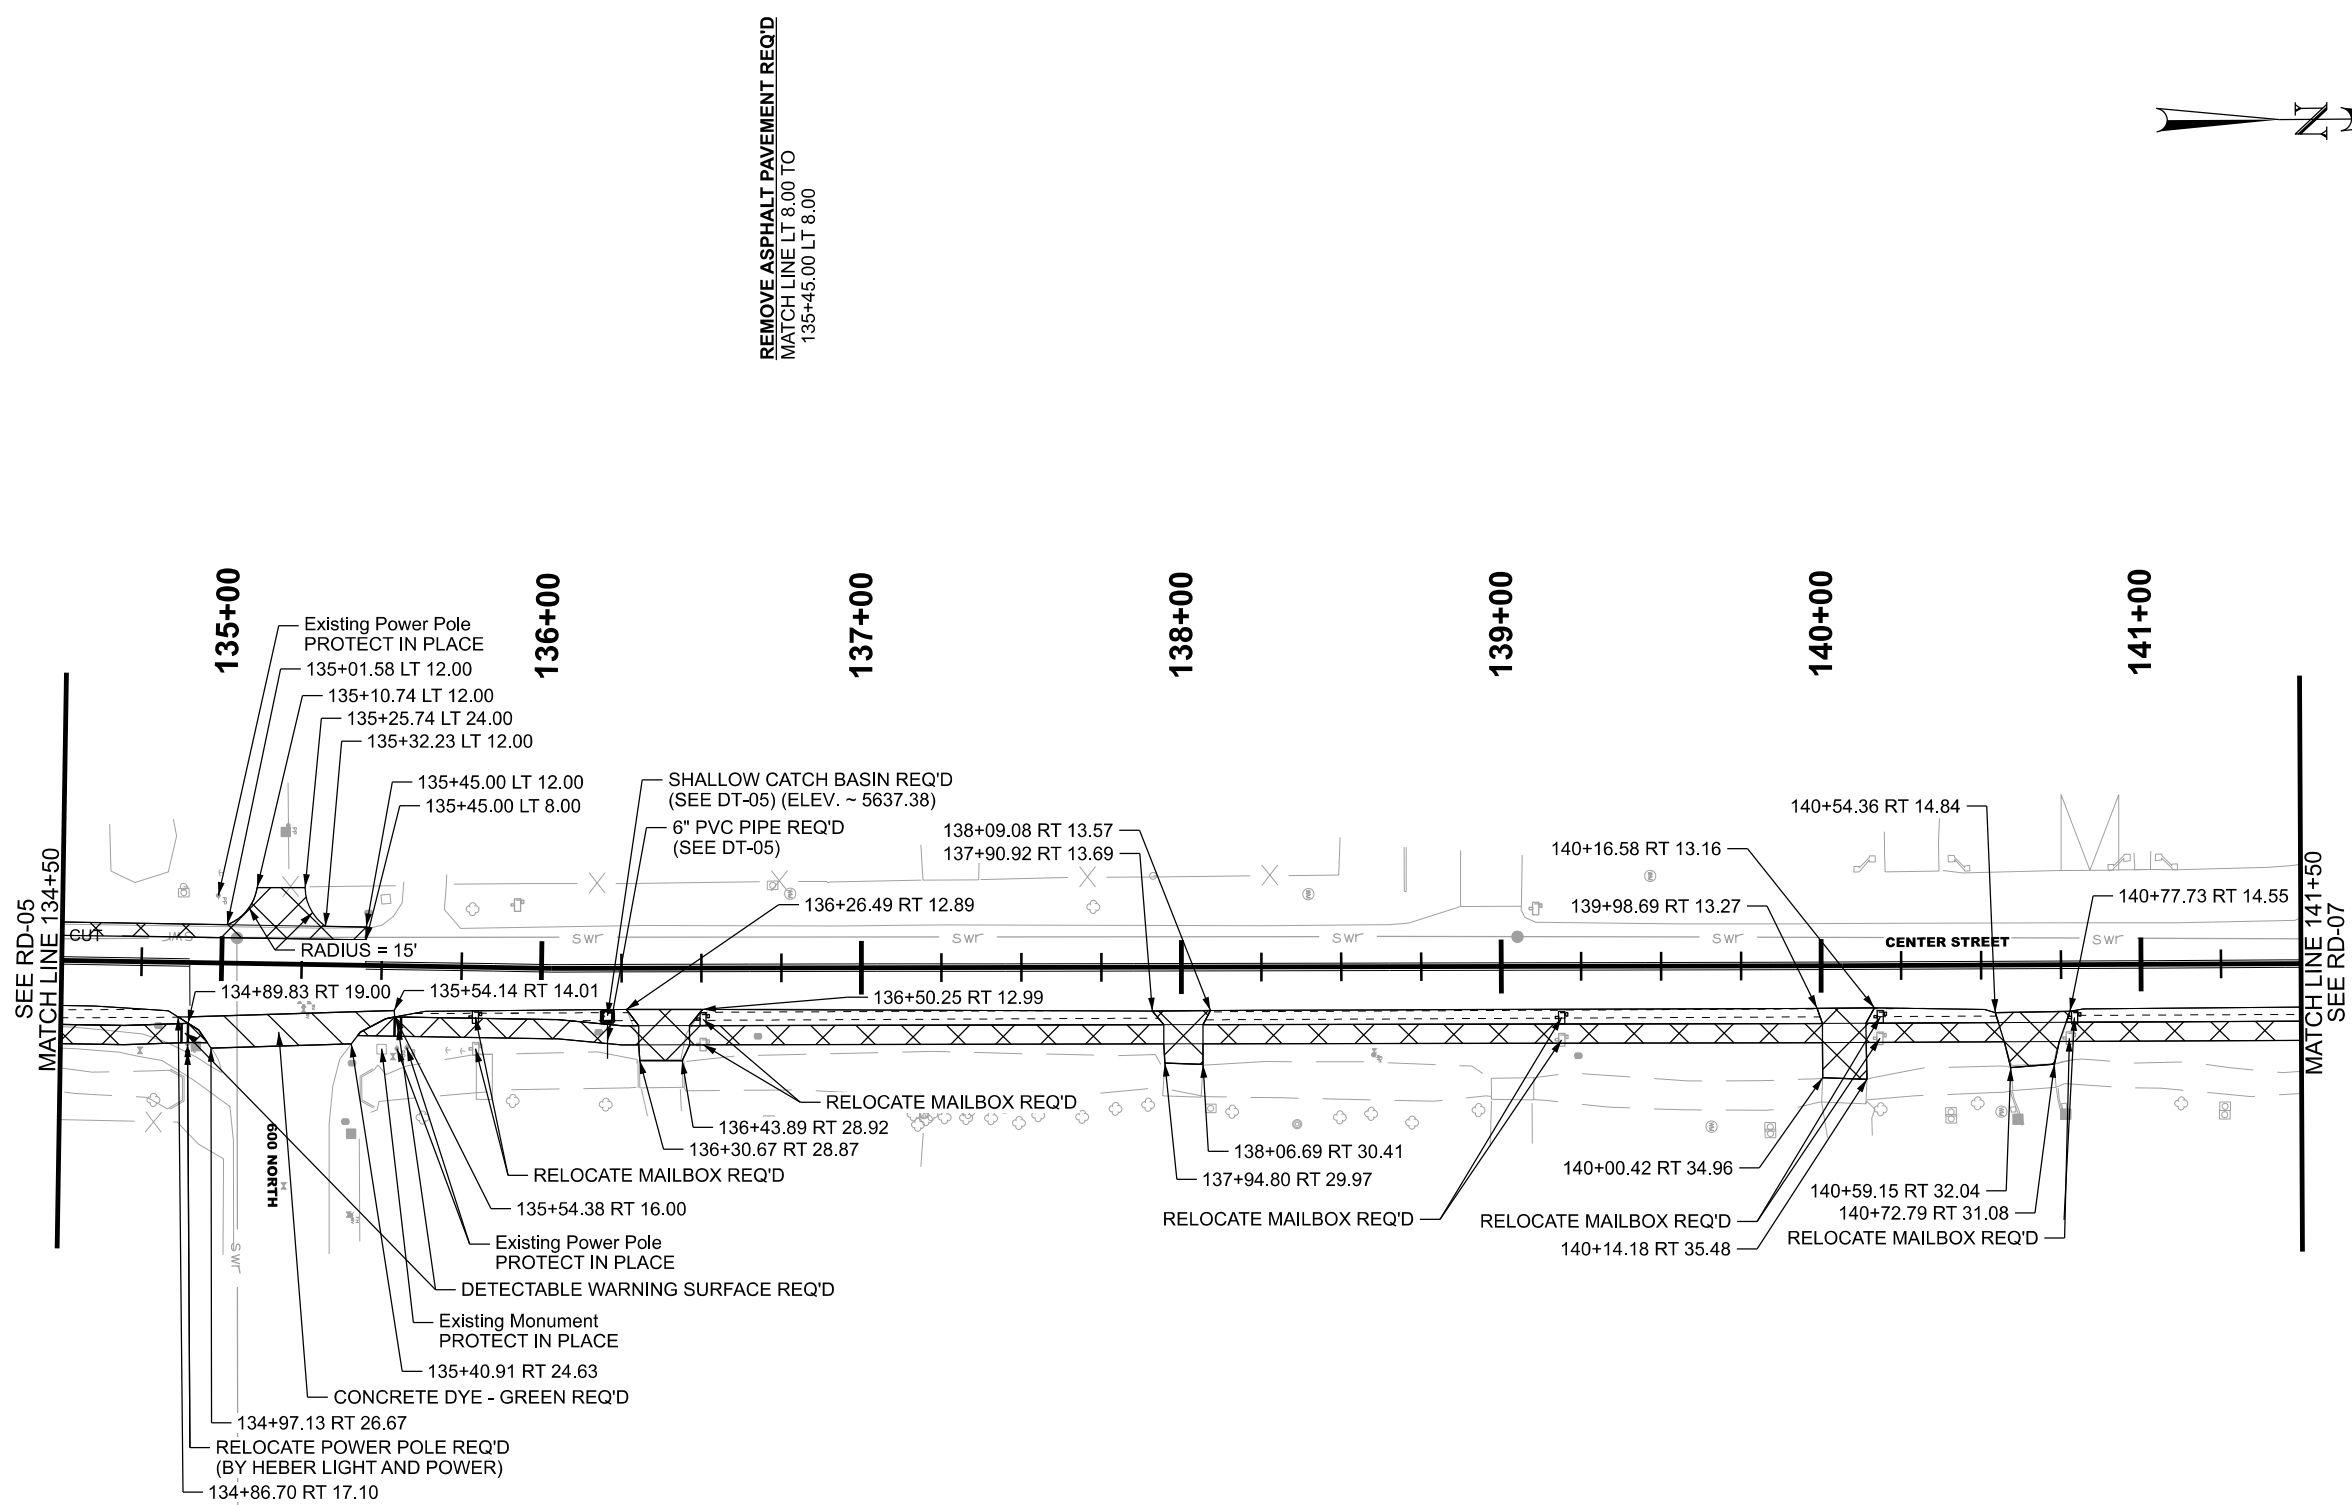 REMOVE ASPHALT PAVEMENT REQ'D
MATCH LINE LT 8.00 TO
135+45.00 LT 8.00
N
135+00
136+00
137+00
138+00
139+00
140+00
141+00
Existing Power Pole
PROTECT IN PLACE
135+01.58 LT 12.00
135+10.74 LT 12.00
135+25.74 LT 24.00
135+32.23 LT 12.00
135+45.00 LT 12.00
135+45.00 LT 8.00
SHALLOW CATCH BASIN REQ'D
(SEE DT-05) (ELEV. ~ 5637.38)
6" PVC PIPE REQ'D
(SEE DT-05)
138+09.08 RT 13.57
137+90.92 RT 13.69
140+54.36 RT 14.84
140+16.58 RT 13.16
139+98.69 RT 13.27
140+77.73 RT 14.55
136+26.49 RT 12.89
SEE RD-05
MATCH LINE 134+50
MATCH LINE 141+50
SEE RD-07
CUT
swr
swr
swr
swr
swr
swr
CENTER STREET
RADIUS = 15'
134+89.83 RT 19.00
135+54.14 RT 14.01
136+50.25 RT 12.99
RELOCATE MAILBOX REQ'D
136+43.89 RT 28.92
136+30.67 RT 28.87
RELOCATE MAILBOX REQ'D
135+54.38 RT 16.00
Existing Power Pole
PROTECT IN PLACE
DETECTABLE WARNING SURFACE REQ'D
Existing Monument
PROTECT IN PLACE
135+40.91 RT 24.63
CONCRETE DYE - GREEN REQ'D
134+97.13 RT 26.67
RELOCATE POWER POLE REQ'D
(BY HEBER LIGHT AND POWER)
134+86.70 RT 17.10
600 NORTH
swr
138+06.69 RT 30.41
137+94.80 RT 29.97
RELOCATE MAILBOX REQ'D
140+00.42 RT 34.96
RELOCATE MAILBOX REQ'D
140+14.18 RT 35.48
140+59.15 RT 32.04
140+72.79 RT 31.08
RELOCATE MAILBOX REQ'D